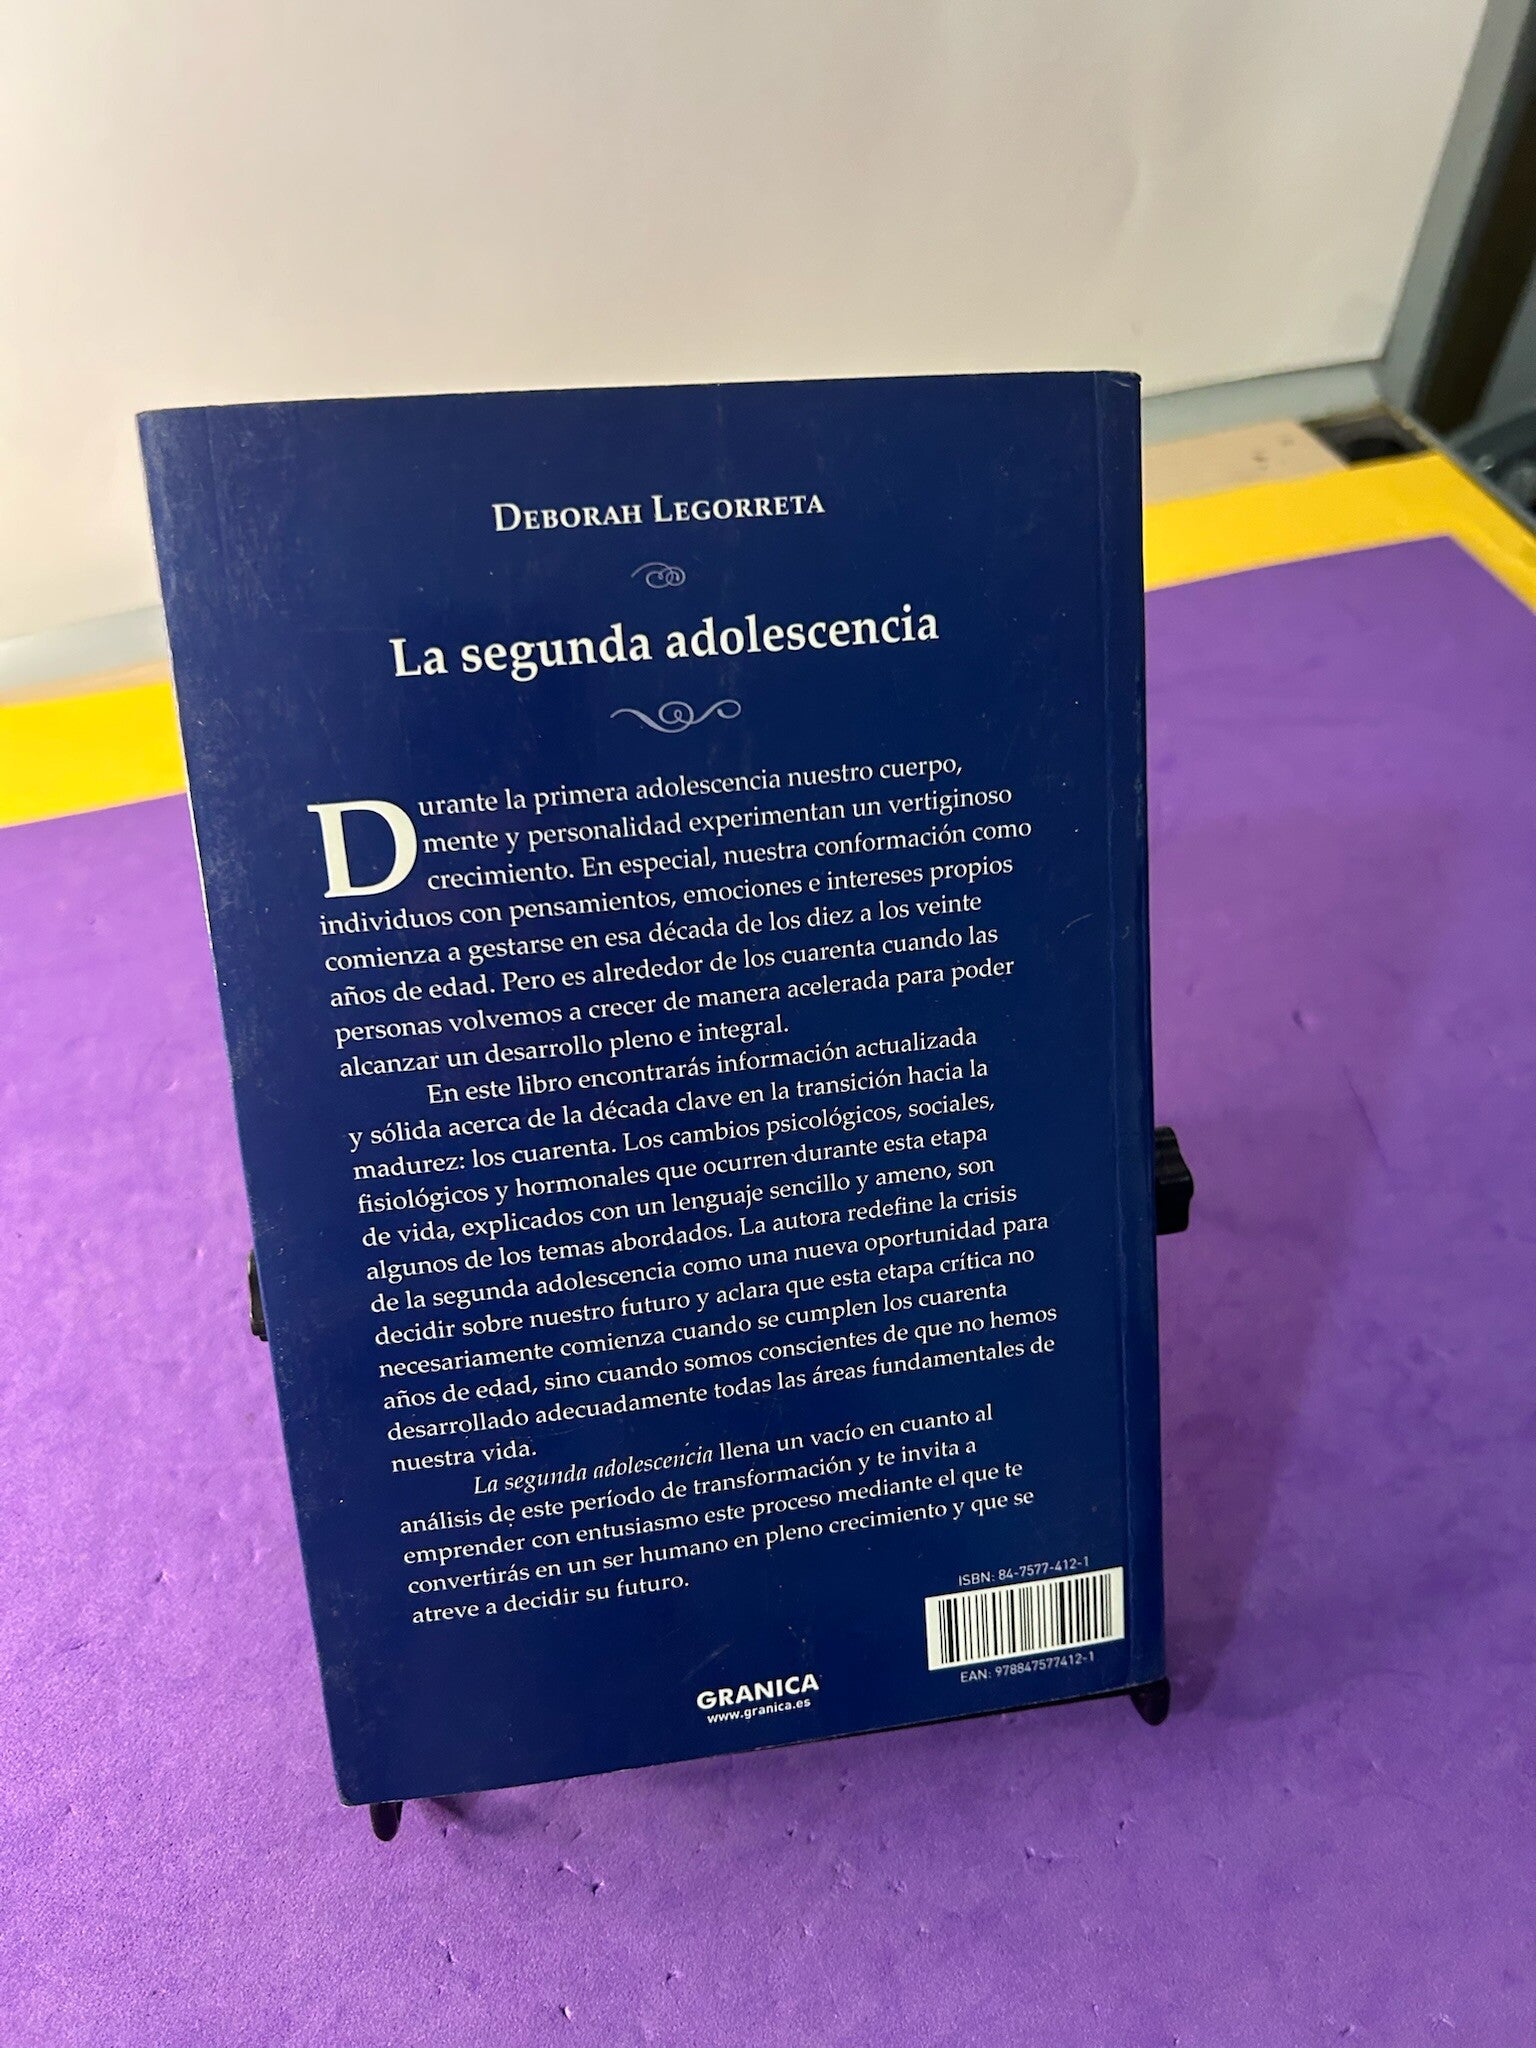 DEBORAH LEGORRETA
La segunda adolescencia
Durante la primera adolescencia nuestro cuerpo,
mente y personalidad experimentan un vertiginoso
crecimiento. En especial, nuestra conformación como
individuos con pensamientos, emociones e intereses propios
comienza a gestarse en esa década de los diez a los veinte
años de edad. Pero es alrededor de los cuarenta cuando las
personas volvemos a crecer de manera acelerada para poder
alcanzar un desarrollo pleno e integral.
En este libro encontrarás información actualizada
y sólida acerca de la década clave en la transición hacia la
madurez: los cuarenta. Los cambios psicológicos, sociales,
fisiológicos y hormonales que ocurren durante esta etapa
de vida, explicados con un lenguaje sencillo y ameno, son
algunos de los temas abordados. La autora redefine la crisis
de la segunda adolescencia como una nueva oportunidad para
decidir sobre nuestro futuro y aclara que esta etapa crítica no
necesariamente comienza cuando se cumplen los cuarenta
años de edad, sino cuando somos conscientes de que no hemos
desarrollado adecuadamente todas las áreas fundamentales de
nuestra vida.
La segunda adolescencia llena un vacío en cuanto al
análisis de este período de transformación y te invita a
emprender con entusiasmo este proceso mediante el que te
convertirás en un ser humano en pleno crecimiento y que se
atreve a decidir su futuro.
ISBN: 84-7577-412-1
EAN: 978847577412-1
GRANICA
www.granica.es